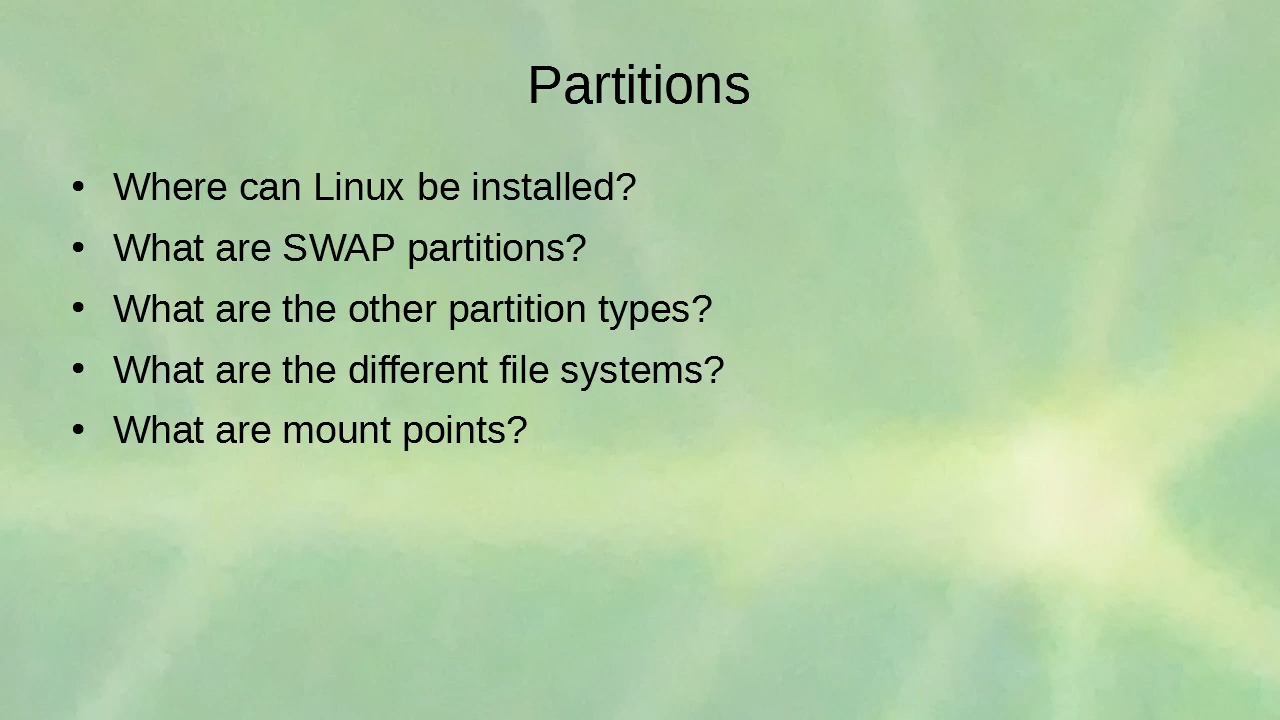 Partitions
• Where can Linux be installed?
• What are SWAP partitions?
• What are the other partition types?
• What are the different file systems?
• What are mount points?